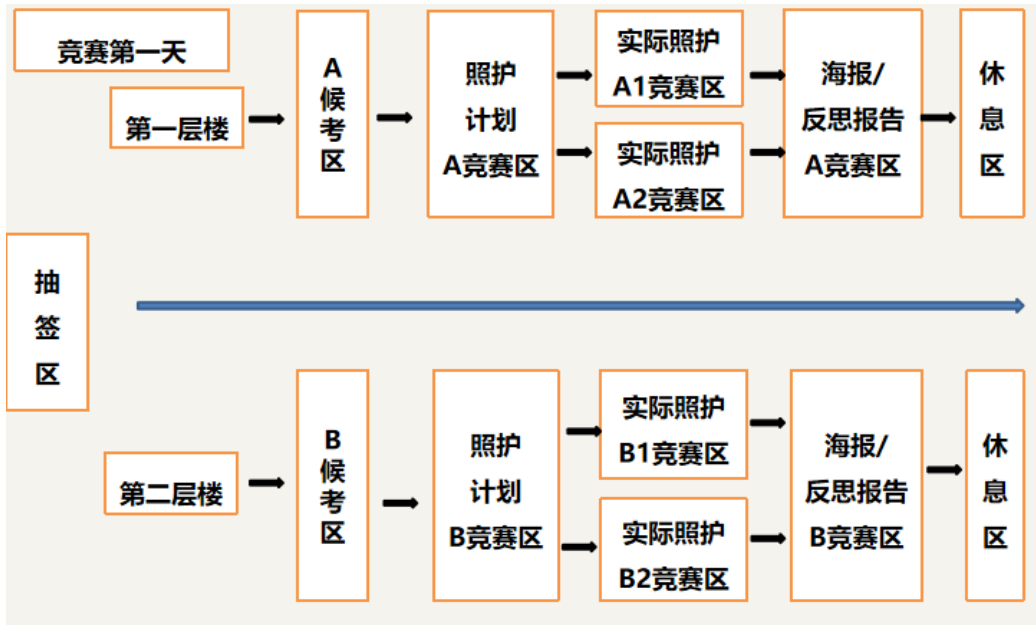 竞赛第一天
第一层楼
A
候
考
区
照护
计划
A竞赛区
实际照护
A1竞赛区
实际照护
A2竞赛区
海报/
反思报告
A竞赛区
休
息
区
抽
签
区
第二层楼
B
候
考
区
照护
计划
B竞赛区
实际照护
B1竞赛区
实际照护
B2竞赛区
海报/
反思报告
B竞赛区
休
息
区